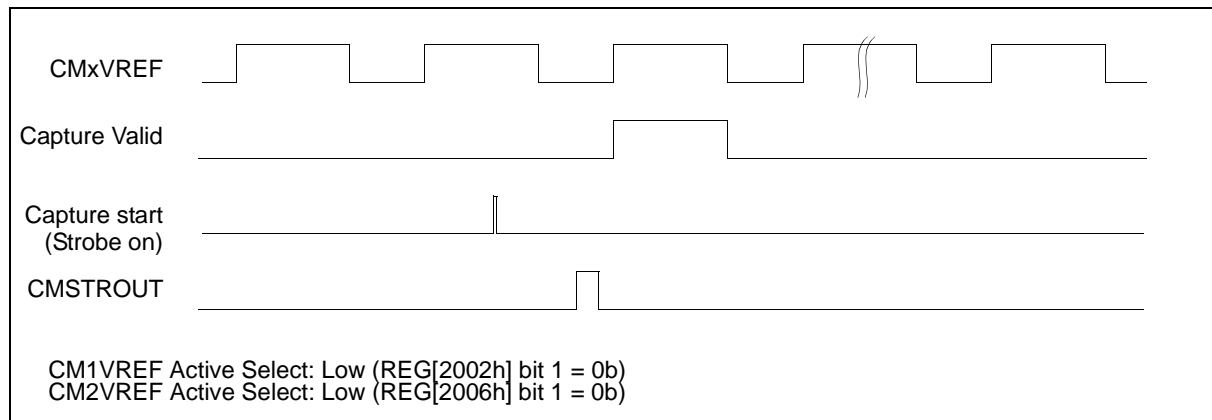 CMxVREF
Capture Valid
Capture start
(Strobe on)
CMSTROUT
CM1VREF Active Select: Low (REG[2002h] bit 1 = 0b)
CM2VREF Active Select: Low (REG[2006h] bit 1 = 0b)